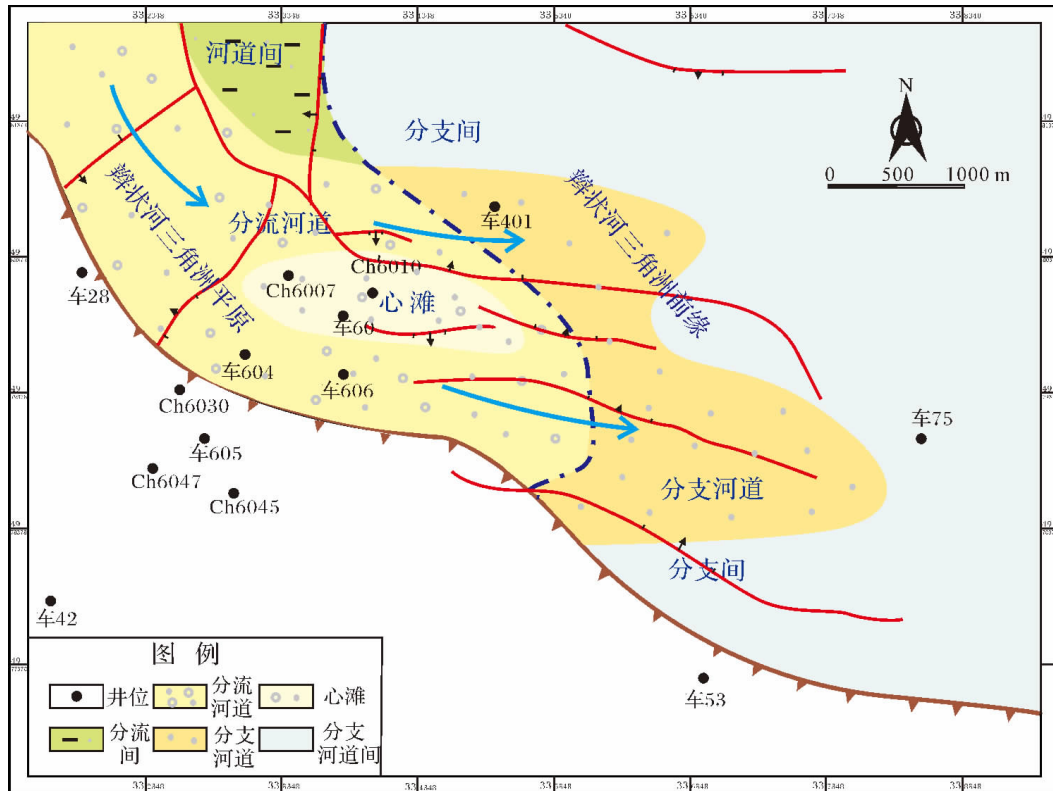 河道间
N
分支间
0 500 1000 m
辫状河三角洲前缘
车401
分流河道
辫状河三角洲平原
Ch6010
车28
Ch6007
心滩
车60
车604
车606
Ch6030
车75
车605
Ch6047
Ch6045
分支河道
分支间
车42
车53
图 例
井位
分流
河道
心滩
分流
间
分支
河道
分支
河道间